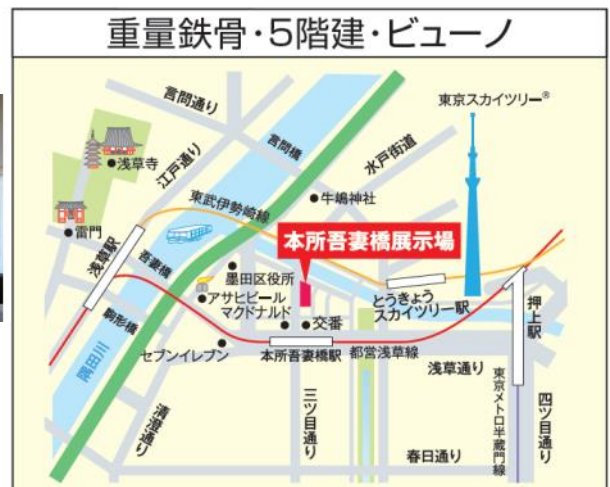 重量鉄骨・5階建・ビューノ
言問通り
東京スカイツリー®
言問橋
水戸街道
浅草寺
江戸通り
東武伊勢崎線
牛嶋神社
雷門
浅草駅
吾妻橋
本所吾妻橋展示場
墨田区役所
アサヒビール
マクドナルド
交番
とうきょう
スカイツリー駅
押上駅
駒形橋
隅田川
セブンイレブン
本所吾妻橋駅
都営浅草線
浅草通り
清澄通り
三ツ目通り
東京メトロ半蔵門線
四ツ目通り
春日通り